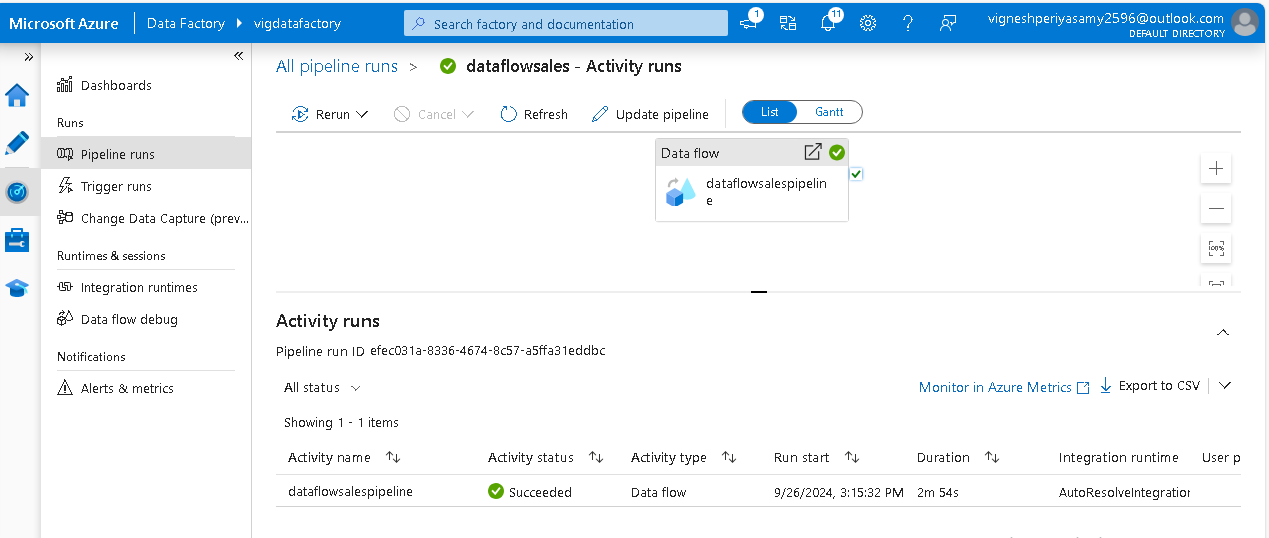 Microsoft Azure
Data Factory
vigdatafactory
Search factory and documentation
1
11
vigneshperiyasamy2596@outlook.com
DEFAULT DIRECTORY
Dashboards
Runs
Pipeline runs
Trigger runs
Change Data Capture (prev...
Runtimes & sessions
Integration runtimes
Data flow debug
Notifications
Alerts & metrics
All pipeline runs > dataflowsales - Activity runs
Rerun
Cancel
Refresh
Update pipeline
List
Gantt
Data flow
dataflowsalespipelin
e
100%
Activity runs
Pipeline run ID efec031a-8336-4674-8c57-a5ffa31eddbc
All status
Monitor in Azure Metrics
Export to CSV
Showing 1 - 1 items
Activity name Activity status Activity type Run start Duration Integration runtime User p
dataflowsalespipeline Succeeded Data flow 9/26/2024, 3:15:32 PM 2m 54s AutoResolveIntegration